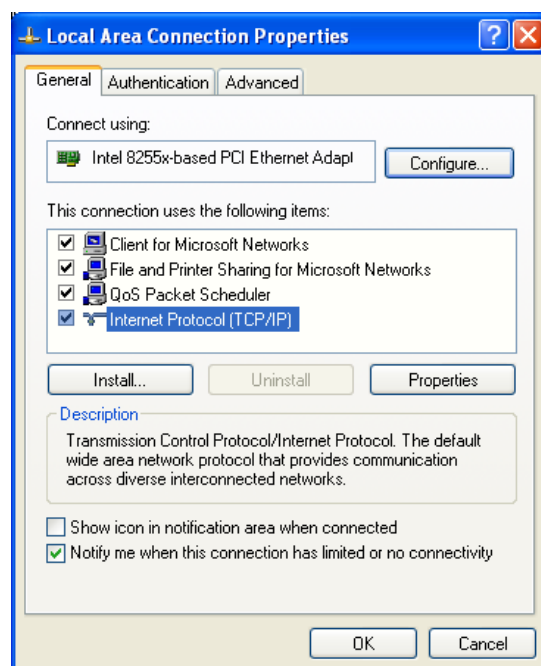 Local Area Connection Properties
General Authentication Advanced
Connect using:
Intel 8255x-based PCI Ethernet Adapt Configure...
This connection uses the following items:
Client for Microsoft Networks
File and Printer Sharing for Microsoft Networks
QoS Packet Scheduler
Internet Protocol (TCP/IP)
Install... Uninstall Properties
Description
Transmission Control Protocol/Internet Protocol. The default
wide area network protocol that provides communication
across diverse interconnected networks.
Show icon in notification area when connected
Notify me when this connection has limited or no connectivity
OK Cancel